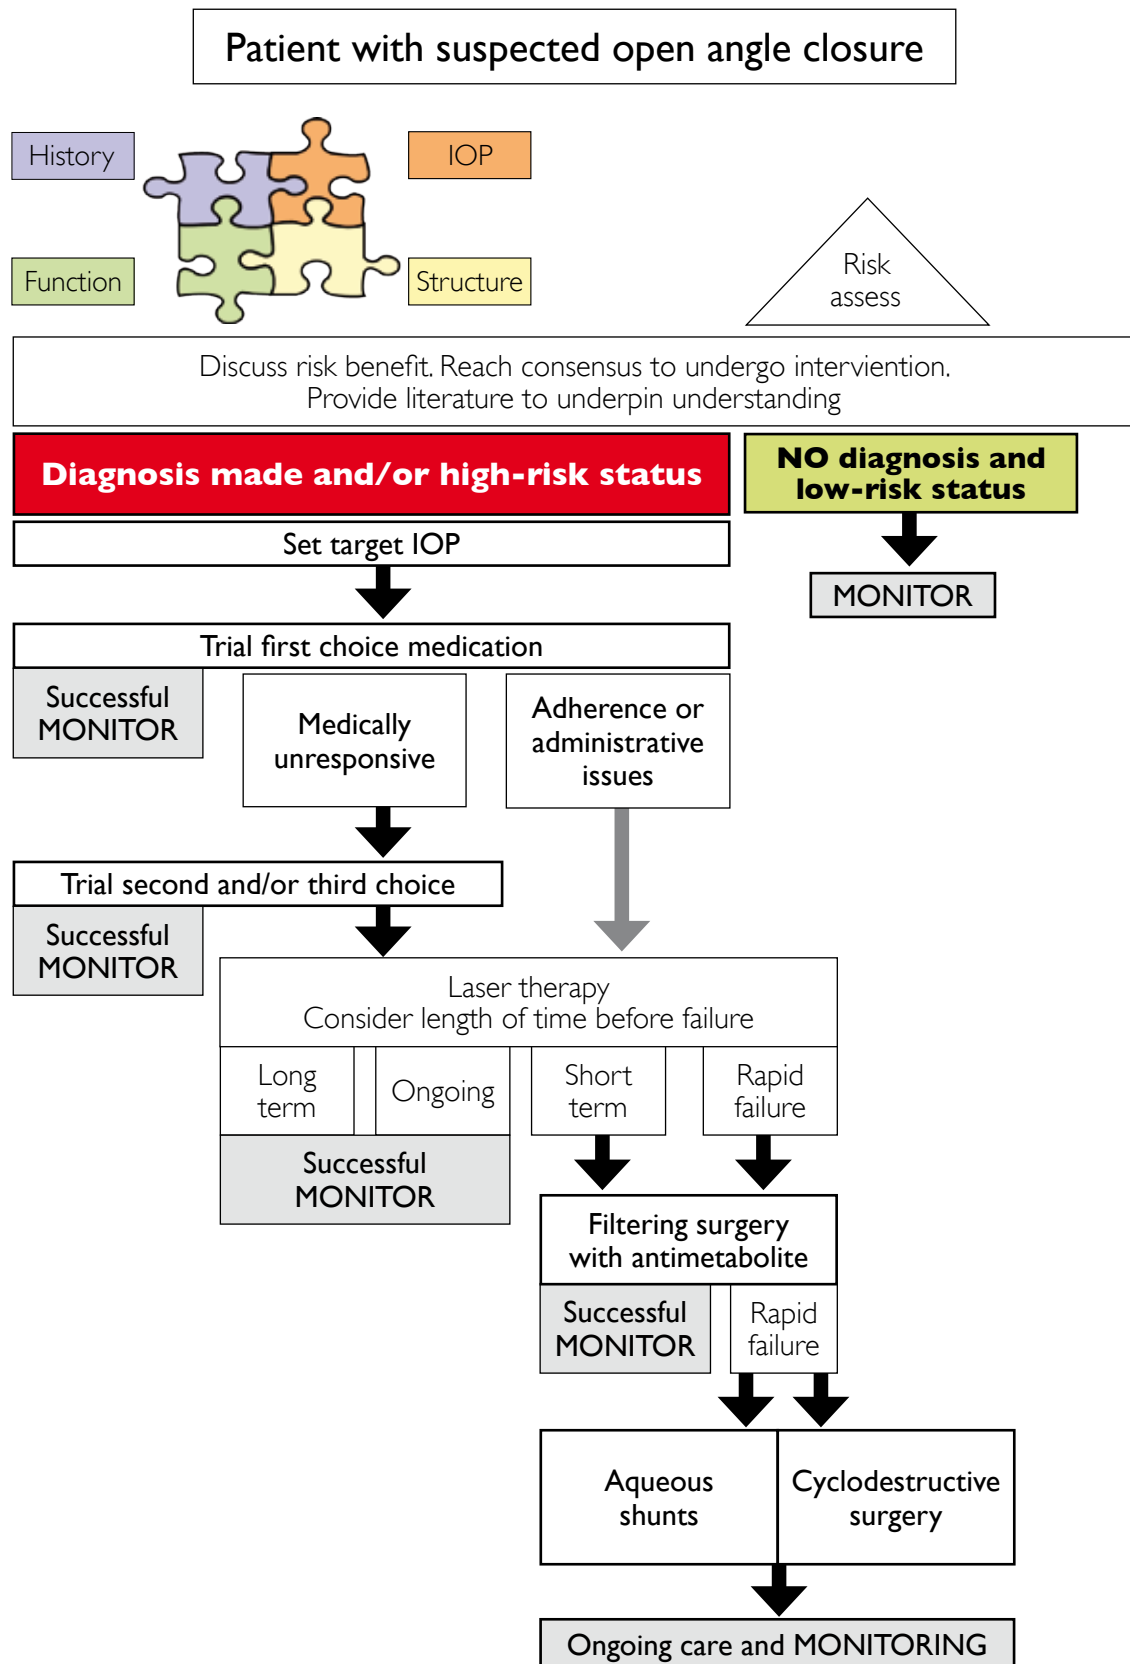 Patient with suspected open angle closure
History
IOP
Function
Structure
Risk
assess
Discuss risk benefit. Reach consensus to undergo interviention.
Provide literature to underpin understanding
Diagnosis made and/or high-risk status
NO diagnosis and
low-risk status
Set target IOP
MONITOR
Trial first choice medication
Successful
MONITOR
Medically
unresponsive
Adherence or
administrative
issues
Trial second and/or third choice
Successful
MONITOR
Laser therapy
Consider length of time before failure
Long
term
Ongoing
Short
term
Rapid
failure
Successful
MONITOR
Filtering surgery
with antimetabolite
Successful
MONITOR
Rapid
failure
Aqueous
shunts
Cyclodestructive
surgery
Ongoing care and MONITORING